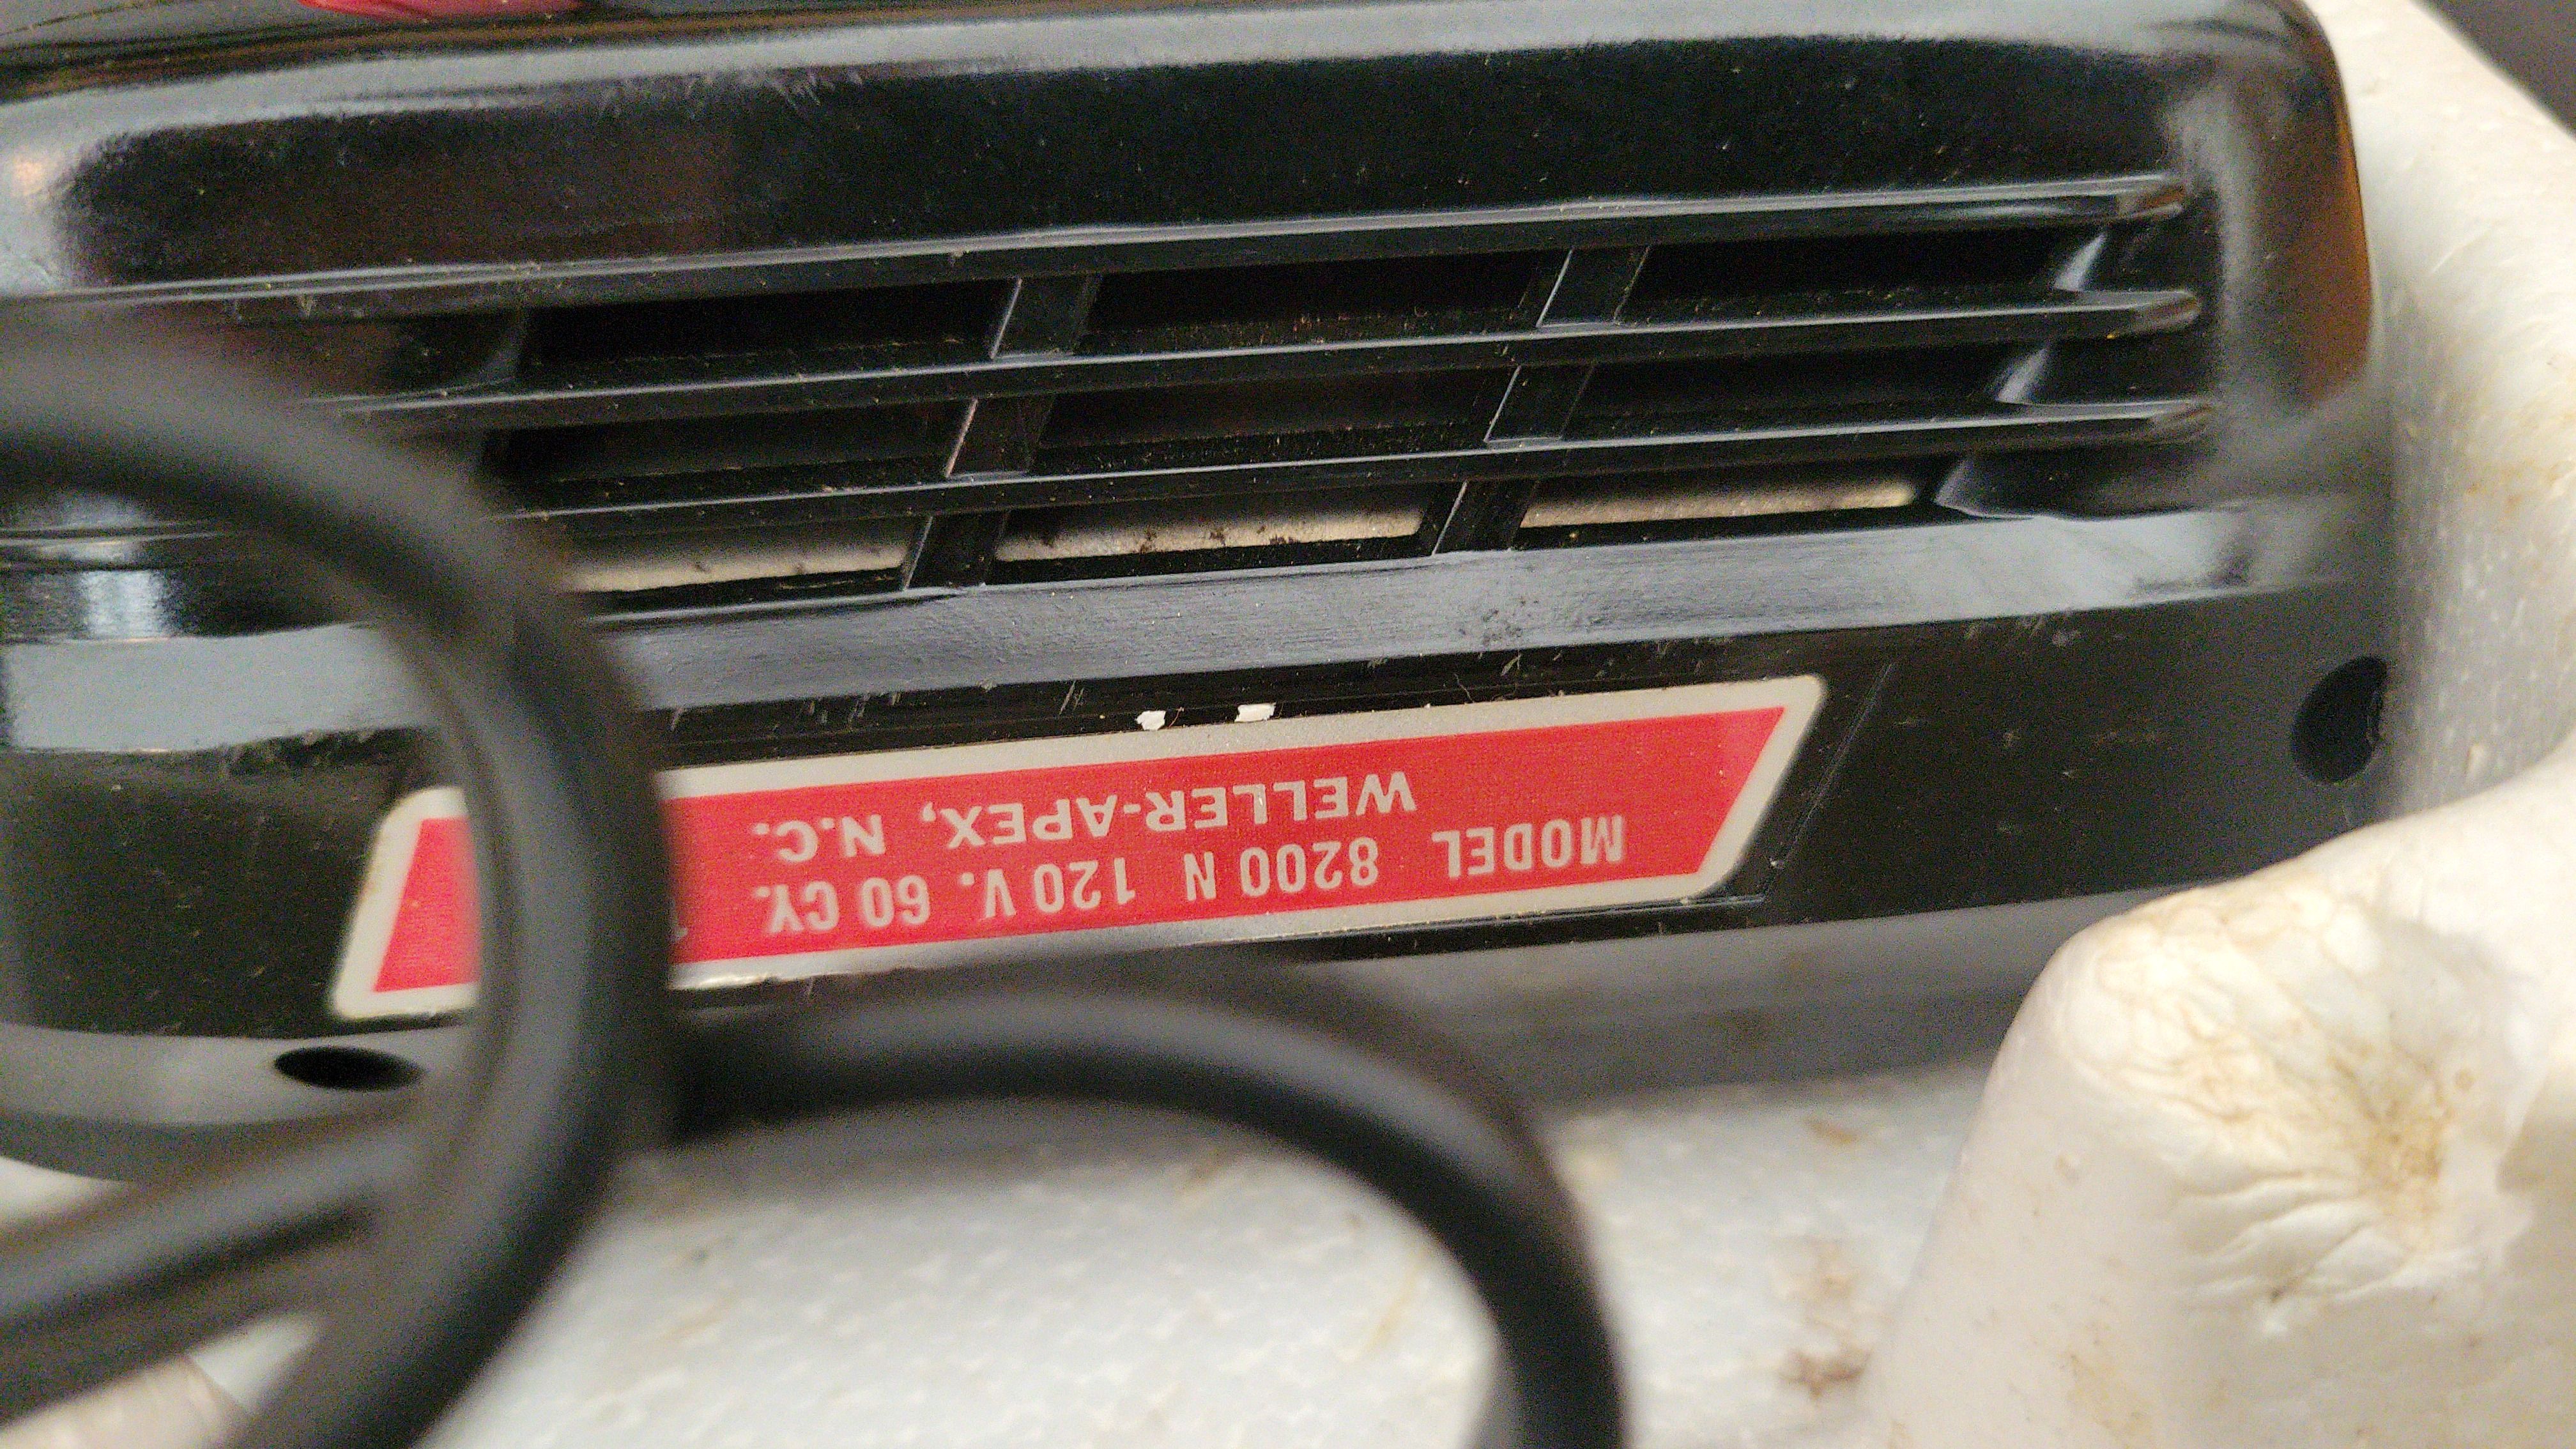 MODEL 8200 N 120 V. 60 CY.
WELLER-APEX, N.C.